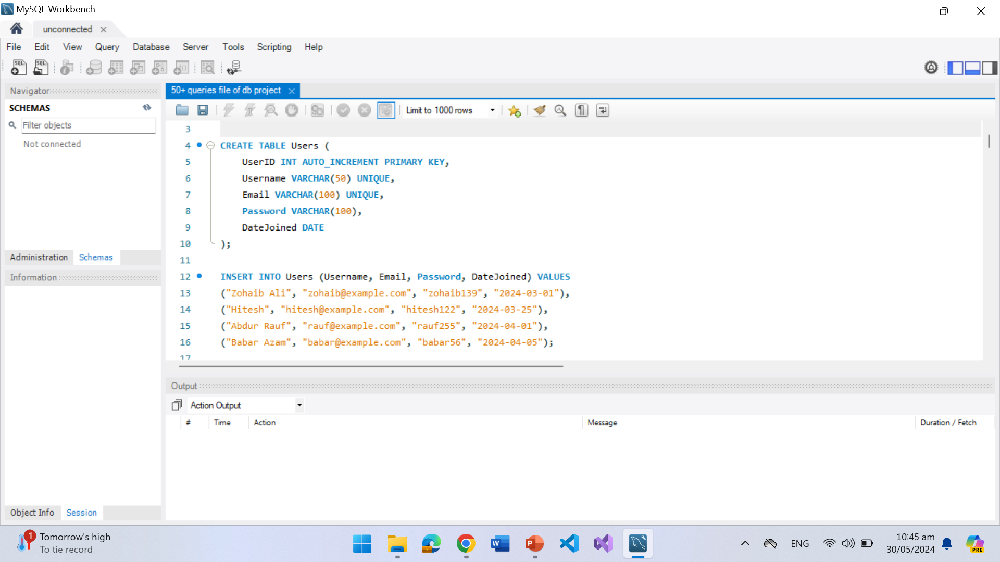 MySQL Workbench
unconnected
File Edit View Query Database Server Tools Scripting Help
SQL SQL
Navigator
SCHEMAS
Filter objects
Not connected
Administration Schemas
Information
Object Info Session
50+ queries file of db project
Limit to 1000 rows
3
4 CREATE TABLE Users (
5 UserID INT AUTO_INCREMENT PRIMARY KEY,
6 Username VARCHAR(50) UNIQUE,
7 Email VARCHAR(100) UNIQUE,
8 Password VARCHAR(100),
9 DateJoined DATE
10 );
11
12 INSERT INTO Users (Username, Email, Password, DateJoined) VALUES
13 ("Zohaib Ali", "zohaib@example.com", "zohaib139", "2024-03-01"),
14 ("Hitesh", "hitesh@example.com", "hitesh122", "2024-03-25"),
15 ("Abdur Rauf", "rauf@example.com", "rauf255", "2024-04-01"),
16 ("Babar Azam", "babar@example.com", "babar56", "2024-04-05");
17
Output
Action Output
# Time Action Message Duration / Fetch
1 Tomorrow's high
To tie record
ENG
10:45 am
30/05/2024
PRE